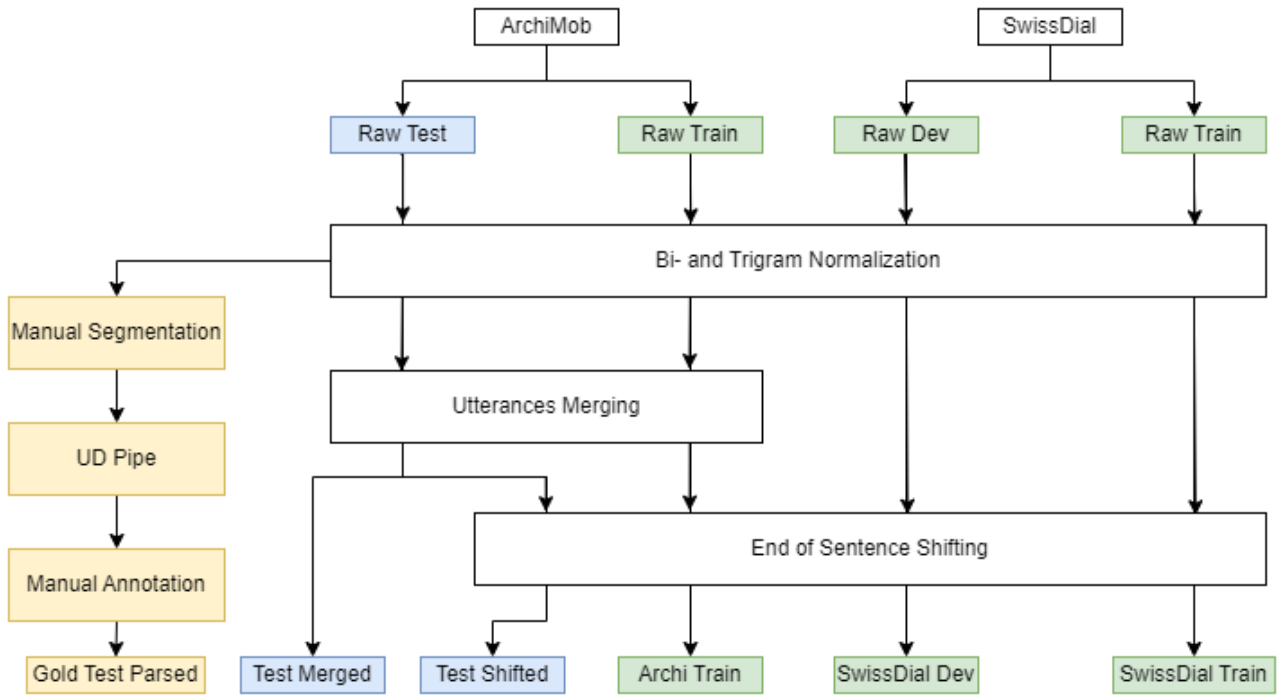 ArchiMob
SwissDial
Raw Test
Raw Train
Raw Dev
Raw Train
Bi- and Trigram Normalization
Manual Segmentation
Utterances Merging
UD Pipe
End of Sentence Shifting
Manual Annotation
Gold Test Parsed
Test Merged
Test Shifted
Archi Train
SwissDial Dev
SwissDial Train